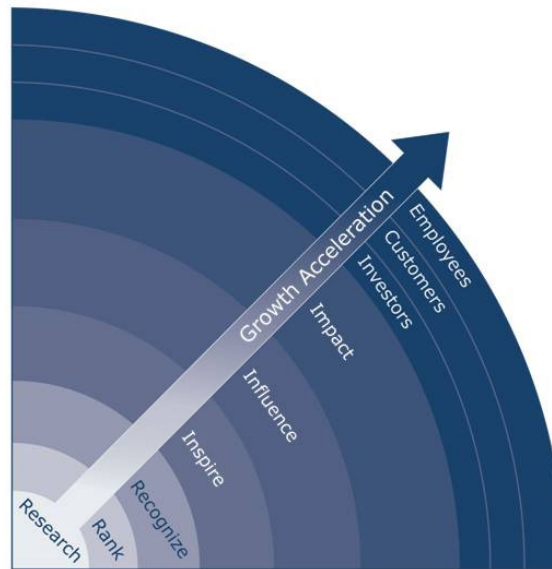 Growth Acceleration
Employees
Customers
Investors
Impact
Influence
Inspire
Recognize
Rank
Research